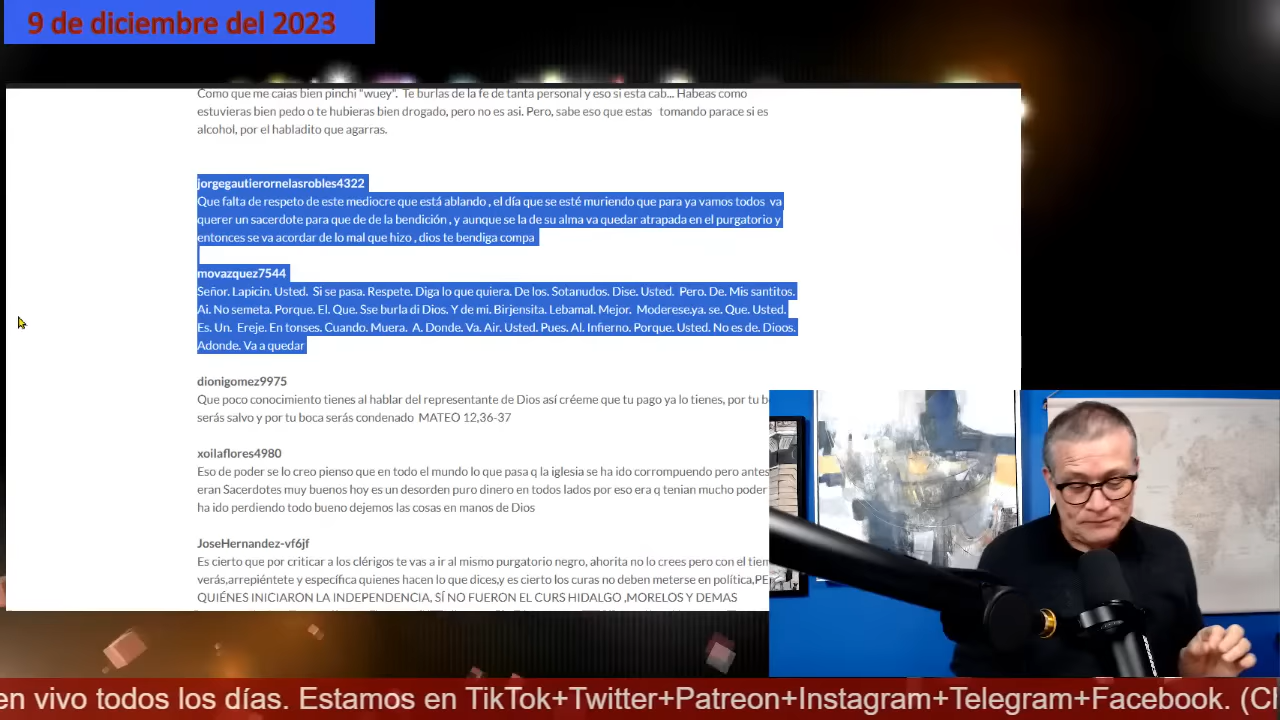 9 de diciembre del 2023
Como que me caias bien pinchi "wuey". Te burlas de la fe de tanta personal y eso si esta cab... Habeas como
estuvieras bien pedo o te hubieras bien drogado, pero no es asi. Pero, sabe eso que estas tomando parace si es
alcohol, por el habladito que agarras.
jorgegautierornelasrobles4322
Que falta de respeto de este mediocre que está ablando , el día que se esté muriendo que para ya vamos todos va
querer un sacerdote para que de de la bendición , y aunque se la de su alma va quedar atrapada en el purgatorio y
entonces se va acordar de lo mal que hizo , dios te bendiga compa
movazquez7544
Señor. Lapicin. Usted. Si se pasa. Respete. Diga lo que quiera. De los. Sotanudos. Dise. Usted. Pero. De. Mis santitos.
Ai. No semeta. Porque. El. Que. Sse burla di Dios. Y de mi. Birjensita. Lebamal. Mejor. Moderese.ya. se. Que. Usted.
Es. Un. Ereje. En tonses. Cuando. Muera. A. Donde. Va. Air. Usted. Pues. Al. Infierno. Porque. Usted. No es de. Dioos.
Adonde. Va a quedar
dionigomez9975
Que poco conocimiento tienes al hablar del representante de Dios así créeme que tu pago ya lo tienes, por tu b
serás salvo y por tu boca serás condenado MATEO 12,36-37
xoilaflores4980
Eso de poder se lo creo pienso que en todo el mundo lo que pasa q la iglesia se ha ido corrompuendo pero antes
eran Sacerdotes muy buenos hoy es un desorden puro dinero en todos lados por eso era q tenian mucho poder
ha ido perdiendo todo bueno dejemos las cosas en manos de Dios
JoseHernandez-vf6jf
Es cierto que por criticar a los clérigos te vas a ir al mismo purgatorio negro, ahorita no lo crees pero con el tiem
verás,arrepiéntete y específica quienes hacen lo que dices,y es cierto los curas no deben meterse en política,PE
QUIÉNES INICIARON LA INDEPENDENCIA, SÍ NO FUERON EL CURS HIDALGO ,MORELOS Y DEMAS
en vivo todos los días. Estamos en TikTok+Twitter+Patreon+Instagram+Telegram+Facebook. (Cl